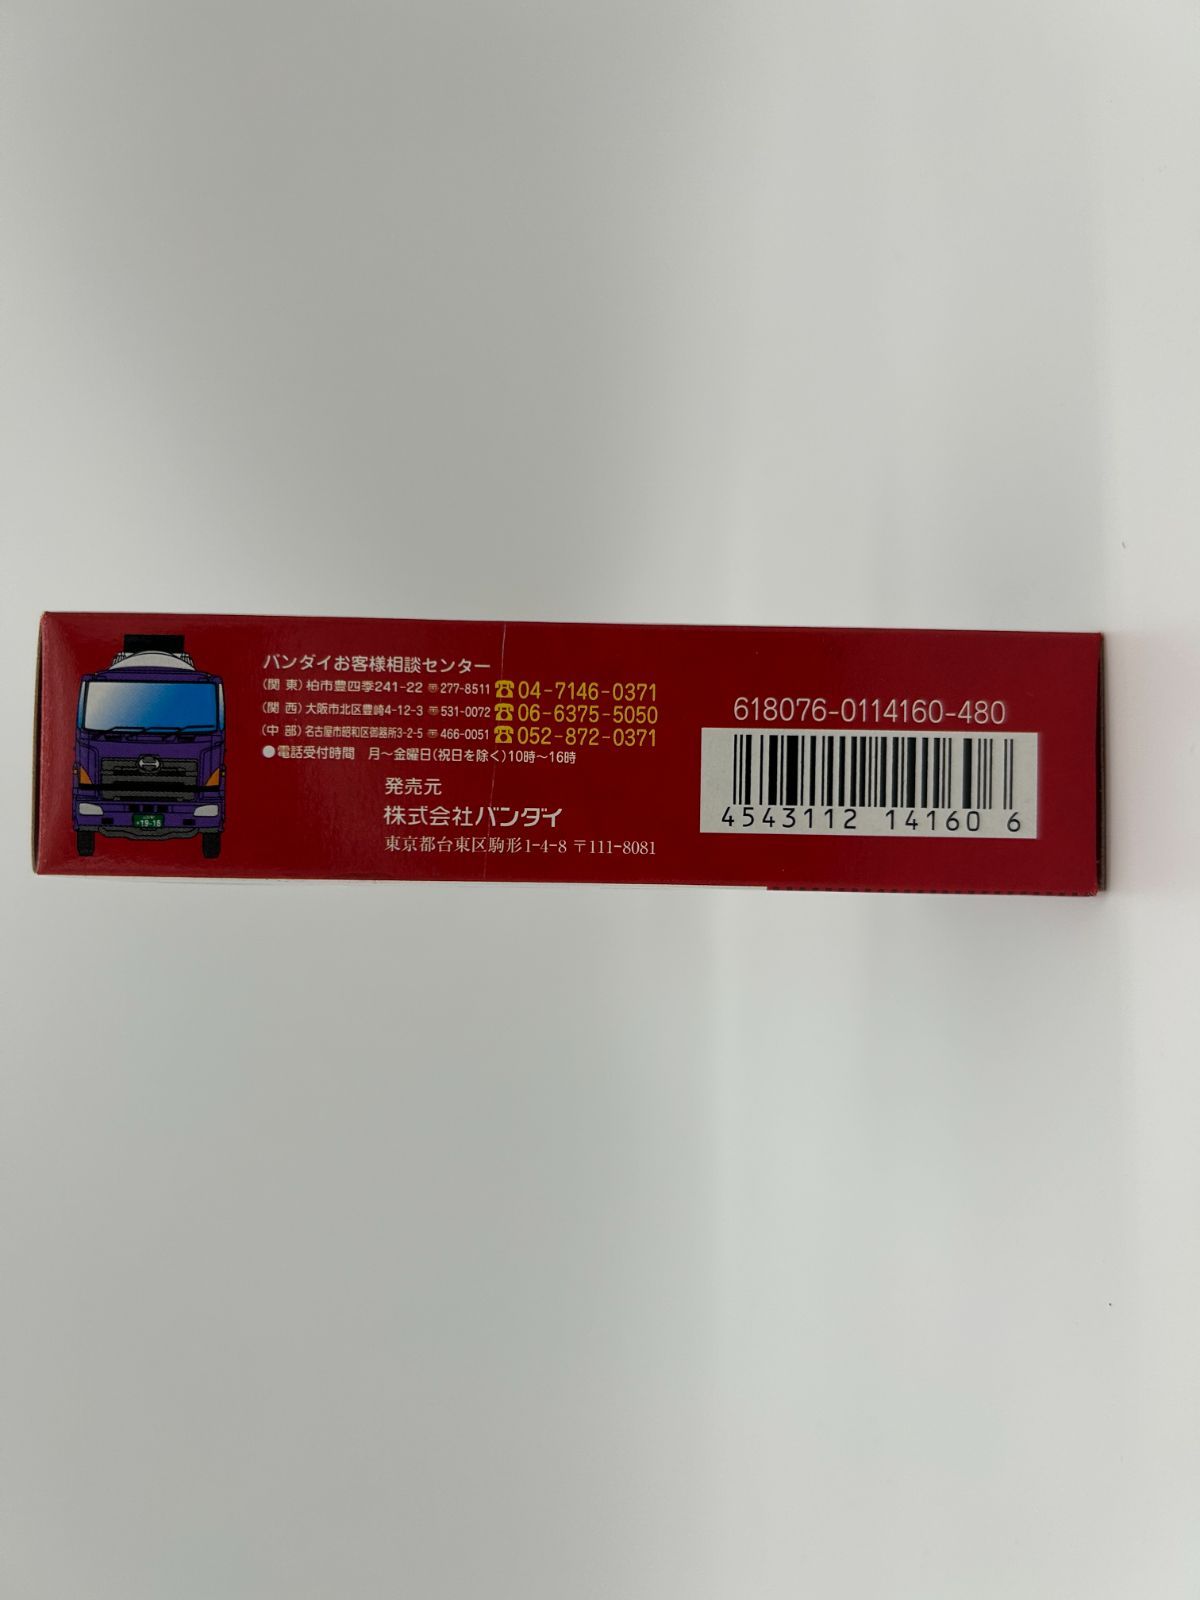 バンダイお客様相談センター
(関 東)柏市豊四季241-22 〒277-8511 ☎04-7146-0371
(関 西)大阪市北区豊崎4-12-3 〒531-0072 ☎06-6375-5050
(中 部)名古屋市昭和区御器所3-2-5 〒466-0051 ☎052-872-0371
●電話受付時間 月~金曜日(祝日を除く)10時~16時
発売元
株式会社バンダイ
東京都台東区駒形1-4-8 〒111-8081
618076-0114160-480
4543112 14160 6
19-16